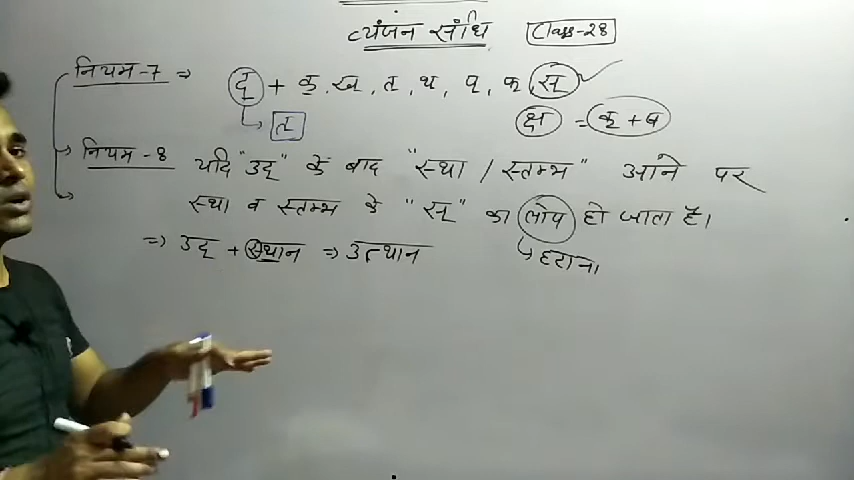 व्यंजन संधि Class-28
नियम-7 ⇒ द् + क, ख, त, थ, प, फ, स्
त् क्ष = क् + ष
नियम-8 यदि "उद्" के बाद "स्था / स्तम्भ" आने पर
स्था व स्तम्भ के "स्" का लोप हो जाता है।
⇒ उद् + स्थान ⇒ उत्थान
हटाना